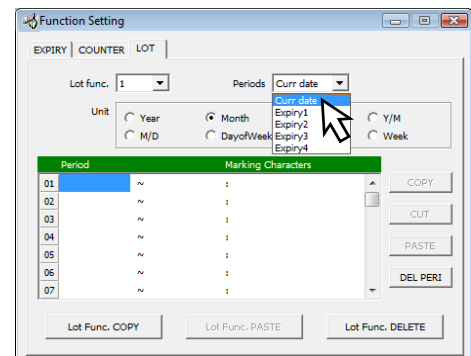 Function Setting
EXPIRY COUNTER LOT
Lot func. 1 Periods Curr date
Curr date
Expiry1
Expiry2
Expiry3
Expiry4
Unit Year Month Y/M
M/D DayofWeek Week
Period Marking Characters
01 ~ :
02 ~ :
03 ~ :
04 ~ :
05 ~ :
06 ~ :
07 ~ :
COPY
CUT
PASTE
DEL PERI
Lot Func. COPY Lot Func. PASTE Lot Func. DELETE